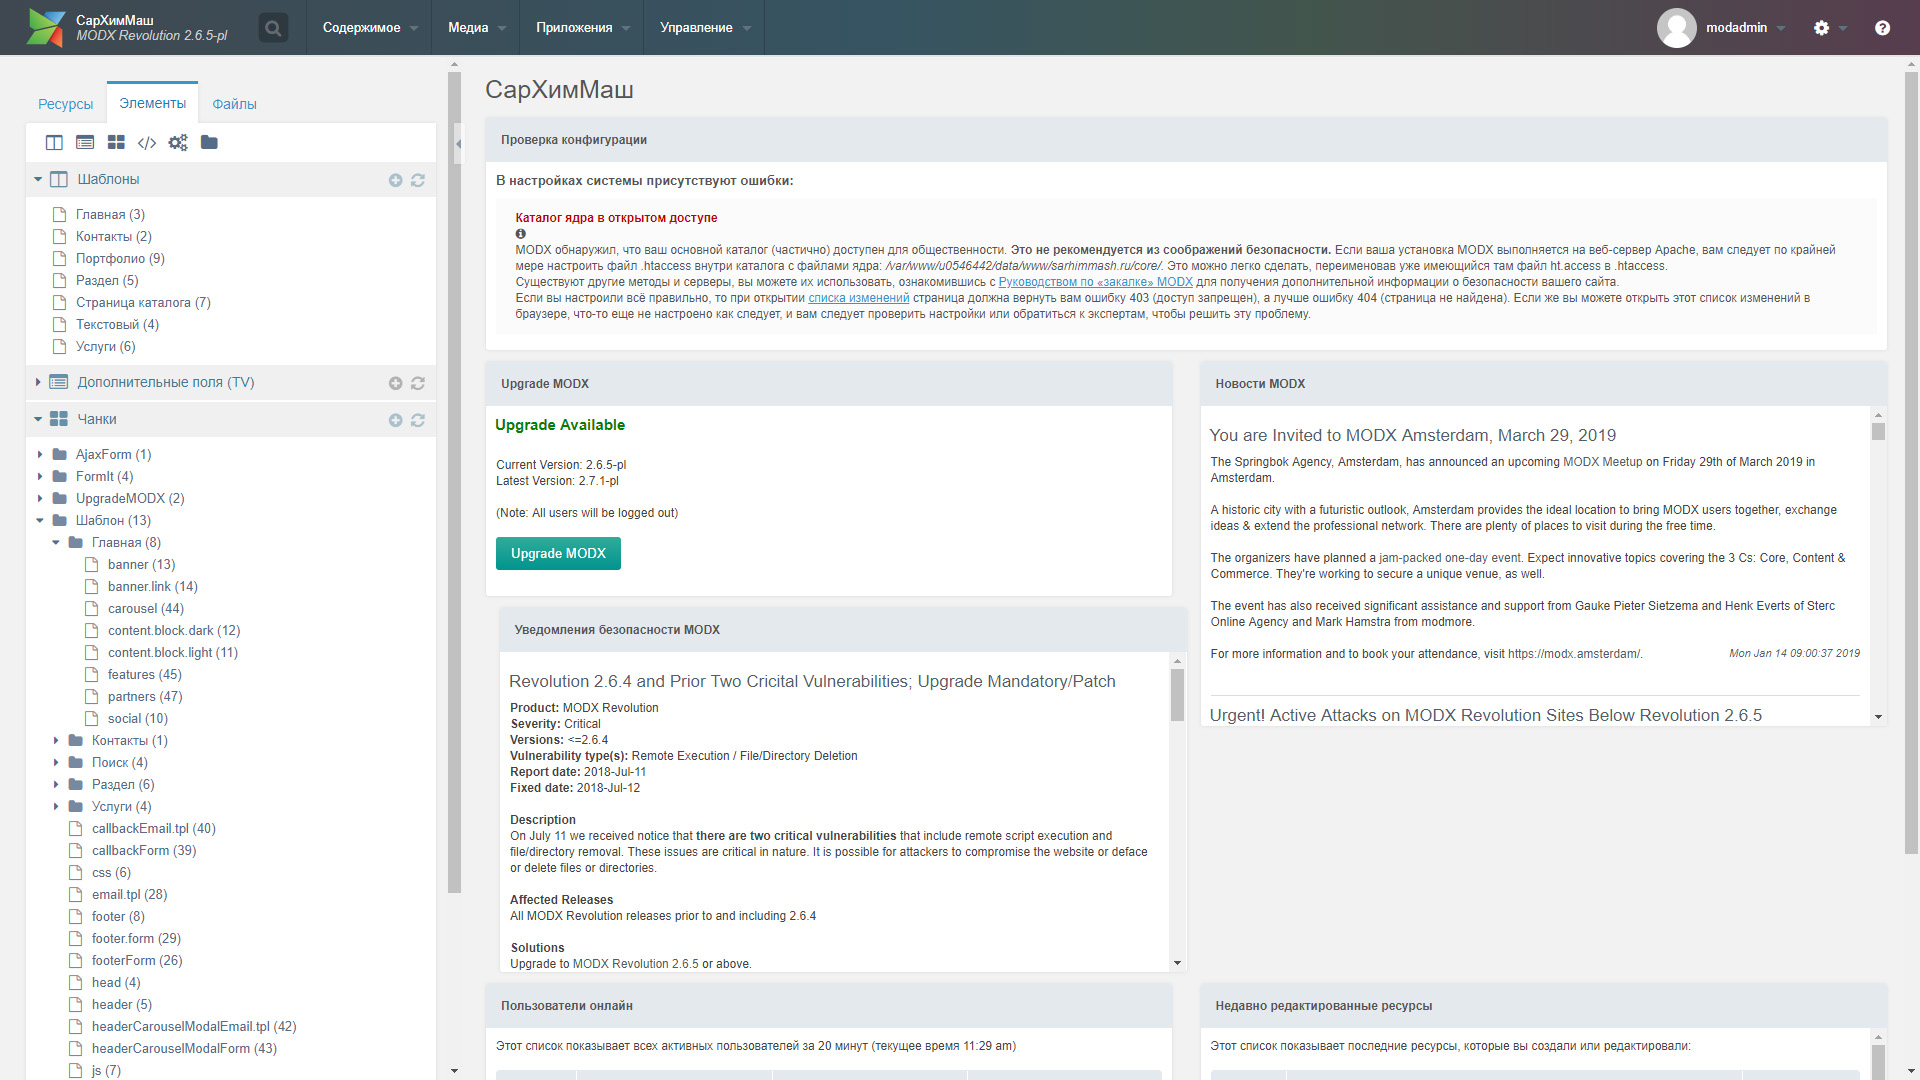 СарХимМаш
MODX Revolution 2.6.5-pl
Содержимое
Медиа
Приложения
Управление
modadmin
Ресурсы
Элементы
Файлы
Шаблоны
Главная (3)
Контакты (2)
Портфолио (9)
Раздел (5)
Страница каталога (7)
Текстовый (4)
Услуги (6)
Дополнительные поля (TV)
Чанки
AjaxForm (1)
FormIt (4)
UpgradeMODX (2)
Шаблон (13)
Главная (8)
banner (13)
banner.link (14)
carousel (44)
content.block.dark (12)
content.block.light (11)
features (45)
partners (47)
social (10)
Контакты (1)
Поиск (4)
Раздел (6)
Услуги (4)
callbackEmail.tpl (40)
callbackForm (39)
css (6)
email.tpl (28)
footer (8)
footer.form (29)
footerForm (26)
head (4)
header (5)
headerCarouselModalEmail.tpl (42)
headerCarouselModalForm (43)
js (7)
СарХимМаш
Проверка конфигурации
В настройках системы присутствуют ошибки:
Каталог ядра в открытом доступе
MODX обнаружил, что ваш основной каталог (частично) доступен для общественности. Это не рекомендуется из соображений безопасности. Если ваша установка MODX выполняется на веб-сервер Apache, вам следует по крайней
мере настроить файл .htaccess внутри каталога с файлами ядра: /var/www/u0546442/data/www/sarhimmash.ru/core/. Это можно легко сделать, переименовав уже имеющийся там файл ht.access в .htaccess.
Существуют другие методы и серверы, вы можете их использовать, ознакомившись с Руководством по «закалке» MODX для получения дополнительной информации о безопасности вашего сайта.
Если вы настроили всё правильно, то при открытии списка изменений страница должна вернуть вам ошибку 403 (доступ запрещен), а лучше ошибку 404 (страница не найдена). Если же вы можете открыть этот список изменений в
браузере, что-то еще не настроено как следует, и вам следует проверить настройки или обратиться к экспертам, чтобы решить эту проблему.
Upgrade MODX
Upgrade Available
Current Version: 2.6.5-pl
Latest Version: 2.7.1-pl
(Note: All users will be logged out)
Upgrade MODX
Новости MODX
You are Invited to MODX Amsterdam, March 29, 2019
The Springbok Agency, Amsterdam, has announced an upcoming MODX Meetup on Friday 29th of March 2019 in
Amsterdam.
A historic city with a futuristic outlook, Amsterdam provides the ideal location to bring MODX users together, exchange
ideas & extend the professional network. There are plenty of places to visit during the free time.
The organizers have planned a jam-packed one-day event. Expect innovative topics covering the 3 Cs: Core, Content &
Commerce. They're working to secure a unique venue, as well.
The event has also received significant assistance and support from Gauke Pieter Sietzema and Henk Everts of Sterc
Online Agency and Mark Hamstra from modmore.
For more information and to book your attendance, visit https://modx.amsterdam/.
Mon Jan 14 09:00:37 2019
Urgent! Active Attacks on MODX Revolution Sites Below Revolution 2.6.5
Уведомления безопасности MODX
Revolution 2.6.4 and Prior Two Cricital Vulnerabilities; Upgrade Mandatory/Patch
Product: MODX Revolution
Severity: Critical
Versions: <=2.6.4
Vulnerability type(s): Remote Execution / File/Directory Deletion
Report date: 2018-Jul-11
Fixed date: 2018-Jul-12
Description
On July 11 we received notice that there are two critical vulnerabilities that include remote script execution and
file/directory removal. These issues are critical in nature. It is possible for attackers to compromise the website or deface
or delete files or directories.
Affected Releases
All MODX Revolution releases prior to and including 2.6.4
Solutions
Upgrade to MODX Revolution 2.6.5 or above.
Пользователи онлайн
Этот список показывает всех активных пользователей за 20 минут (текущее время 11:29 am)
Недавно редактированные ресурсы
Этот список показывает последние ресурсы, которые вы создали или редактировали: